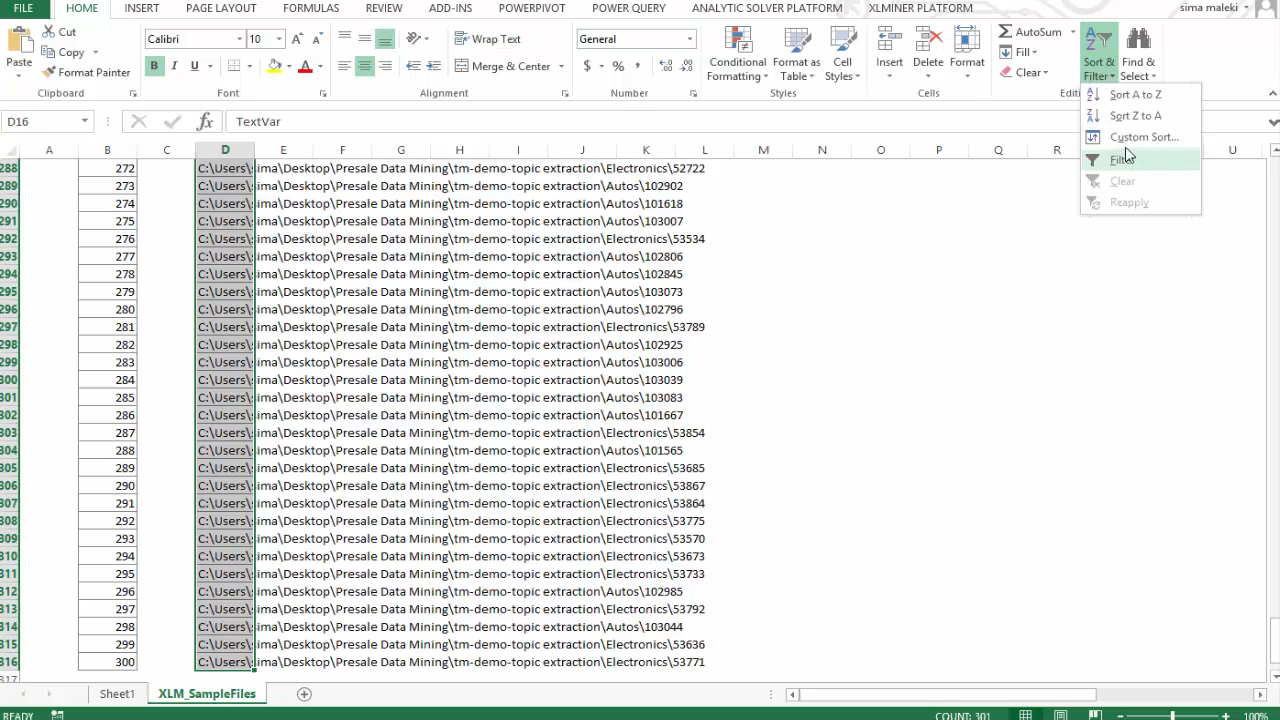 FILE HOME INSERT PAGE LAYOUT FORMULAS REVIEW ADD-INS POWERPIVOT POWER QUERY ANALYTIC SOLVER PLATFORM XLMINER PLATFORM sima maleki
Cut
Copy
Format Painter
Paste
Clipboard
Calibri
B I U
Font
Wrap Text
Merge & Center
Alignment
General
$ % ,
Number
Conditional Formatting
Format as Table
Cell Styles
Styles
Insert
Delete
Format
Cells
AutoSum
Fill
Clear
Sort & Filter
Find & Select
Sort A to Z
Sort Z to A
Custom Sort...
Filter
Clear
Reapply
D16 fx TextVar
A B C D E F G H I J K L M N O P Q R U
288 272 C:\Users\sima\Desktop\Presale Data Mining\tm-demo-topic extraction\Electronics\52722
289 273 C:\Users\sima\Desktop\Presale Data Mining\tm-demo-topic extraction\Autos\102902
290 274 C:\Users\sima\Desktop\Presale Data Mining\tm-demo-topic extraction\Autos\101618
291 275 C:\Users\sima\Desktop\Presale Data Mining\tm-demo-topic extraction\Autos\103007
292 276 C:\Users\sima\Desktop\Presale Data Mining\tm-demo-topic extraction\Electronics\53534
293 277 C:\Users\sima\Desktop\Presale Data Mining\tm-demo-topic extraction\Autos\102806
294 278 C:\Users\sima\Desktop\Presale Data Mining\tm-demo-topic extraction\Autos\102845
295 279 C:\Users\sima\Desktop\Presale Data Mining\tm-demo-topic extraction\Autos\103073
296 280 C:\Users\sima\Desktop\Presale Data Mining\tm-demo-topic extraction\Autos\102796
297 281 C:\Users\sima\Desktop\Presale Data Mining\tm-demo-topic extraction\Electronics\53789
298 282 C:\Users\sima\Desktop\Presale Data Mining\tm-demo-topic extraction\Autos\102925
299 283 C:\Users\sima\Desktop\Presale Data Mining\tm-demo-topic extraction\Autos\103006
300 284 C:\Users\sima\Desktop\Presale Data Mining\tm-demo-topic extraction\Autos\103039
301 285 C:\Users\sima\Desktop\Presale Data Mining\tm-demo-topic extraction\Autos\103083
302 286 C:\Users\sima\Desktop\Presale Data Mining\tm-demo-topic extraction\Autos\101667
303 287 C:\Users\sima\Desktop\Presale Data Mining\tm-demo-topic extraction\Electronics\53854
304 288 C:\Users\sima\Desktop\Presale Data Mining\tm-demo-topic extraction\Autos\101565
305 289 C:\Users\sima\Desktop\Presale Data Mining\tm-demo-topic extraction\Electronics\53685
306 290 C:\Users\sima\Desktop\Presale Data Mining\tm-demo-topic extraction\Electronics\53867
307 291 C:\Users\sima\Desktop\Presale Data Mining\tm-demo-topic extraction\Electronics\53864
308 292 C:\Users\sima\Desktop\Presale Data Mining\tm-demo-topic extraction\Electronics\53775
309 293 C:\Users\sima\Desktop\Presale Data Mining\tm-demo-topic extraction\Electronics\53570
310 294 C:\Users\sima\Desktop\Presale Data Mining\tm-demo-topic extraction\Electronics\53673
311 295 C:\Users\sima\Desktop\Presale Data Mining\tm-demo-topic extraction\Electronics\53733
312 296 C:\Users\sima\Desktop\Presale Data Mining\tm-demo-topic extraction\Autos\102985
313 297 C:\Users\sima\Desktop\Presale Data Mining\tm-demo-topic extraction\Electronics\53792
314 298 C:\Users\sima\Desktop\Presale Data Mining\tm-demo-topic extraction\Autos\103044
315 299 C:\Users\sima\Desktop\Presale Data Mining\tm-demo-topic extraction\Electronics\53636
316 300 C:\Users\sima\Desktop\Presale Data Mining\tm-demo-topic extraction\Electronics\53771
317
Sheet1 XLM_SampleFiles
READY COUNT: 301 100%